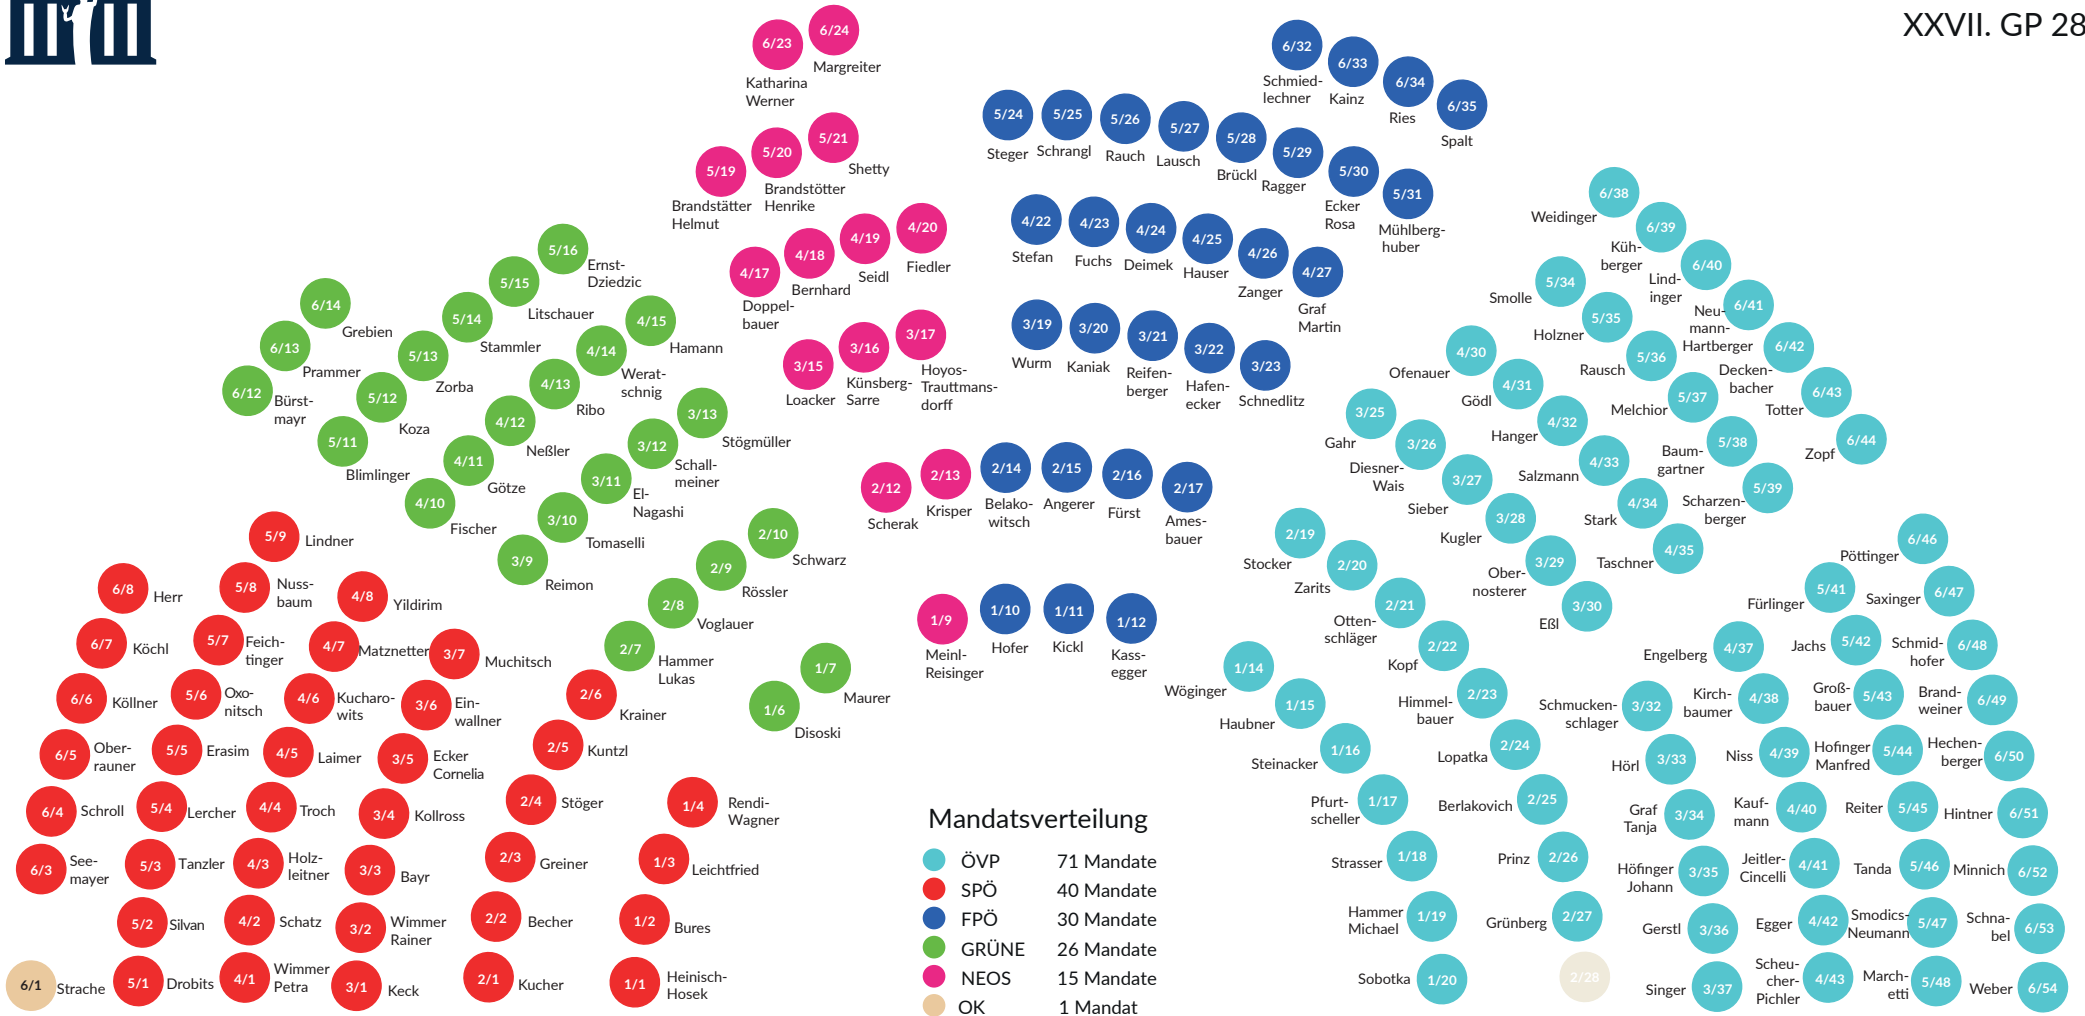 XXVII. GP 28
6/23
Katharina
Werner
6/24
Margreiter
5/19
Brandstätter
Helmut
5/20
Brandstötter
Henrike
5/21
Shetty
4/17
Doppel-
bauer
4/18
Bernhard
4/19
Seidl
4/20
Fiedler
3/15
Loacker
3/16
Künsberg-
Sarre
3/17
Hoyos-
Trauttmans-
dorff
2/12
Scherak
2/13
Krisper
1/9
Meinl-
Reisinger
6/32
Schmied-
lechner
6/33
Kainz
6/34
Ries
6/35
Spalt
5/24
Steger
5/25
Schrangl
5/26
Rauch
5/27
Lausch
5/28
Brückl
5/29
Ragger
5/30
Ecker
Rosa
5/31
Mühlberg-
huber
4/22
Stefan
4/23
Fuchs
4/24
Deimek
4/25
Hauser
4/26
Zanger
4/27
Graf
Martin
3/19
Wurm
3/20
Kaniak
3/21
Reifen-
berger
3/22
Hafen-
ecker
3/23
Schnedlitz
2/14
Belako-
witsch
2/15
Angerer
2/16
Fürst
2/17
Ames-
bauer
1/10
Hofer
1/11
Kickl
1/12
Kass-
egger
6/14
Grebien
6/13
Prammer
6/12
Bürst-
mayr
5/16
Ernst-
Dziedzic
5/15
Litschauer
5/14
Stammler
5/13
Zorba
5/12
Koza
5/11
Blimlinger
4/15
Hamann
4/14
Werat-
schnig
4/13
Ribo
4/12
Neßler
4/11
Götze
4/10
Fischer
3/13
Stögmüller
3/12
Schall-
meiner
3/11
El-
Nagashi
3/10
Tomaselli
3/9
Reimon
2/10
Schwarz
2/9
Rössler
2/8
Voglauer
2/7
Hammer
Lukas
1/7
Maurer
1/6
Disoski
6/8
Herr
6/7
Köchl
6/6
Köllner
6/5
Ober-
rauner
6/4
Schroll
6/3
See-
mayer
6/1
Strache
5/9
Lindner
5/8
Nuss-
baum
5/7
Feich-
tinger
5/6
Oxo-
nitsch
5/5
Erasim
5/4
Lercher
5/3
Tanzler
5/2
Silvan
5/1
Drobits
4/8
Yildirim
4/7
Matznetter
4/6
Kucharo-
wits
4/5
Laimer
4/4
Troch
4/3
Holz-
leitner
4/2
Schatz
4/1
Wimmer
Petra
3/7
Muchitsch
3/6
Ein-
wallner
3/5
Ecker
Cornelia
3/4
Kollross
3/3
Bayr
3/2
Wimmer
Rainer
3/1
Keck
2/6
Krainer
2/5
Kuntzl
2/4
Stöger
2/3
Greiner
2/2
Becher
2/1
Kucher
1/4
Rendi-
Wagner
1/3
Leichtfried
1/2
Bures
1/1
Heinisch-
Hosek
Mandatsverteilung
ÖVP 71 Mandate
SPÖ 40 Mandate
FPÖ 30 Mandate
GRÜNE 26 Mandate
NEOS 15 Mandate
OK 1 Mandat
1/14
Wöginger
1/15
Haubner
1/16
Steinacker
1/17
Pfurt-
scheller
1/18
Strasser
1/19
Hammer
Michael
1/20
Sobotka
2/19
Stocker
2/20
Zarits
2/21
Otten-
schläger
2/22
Kopf
2/23
Himmel-
bauer
2/24
Lopatka
2/25
Berlakovich
2/26
Prinz
2/27
Grünberg
2/28
3/25
Gahr
3/26
Diesner-
Wais
3/27
Sieber
3/28
Kugler
3/29
Ober-
nosterer
3/30
Eßl
3/32
Schmucken-
schlager
3/33
Hörl
3/34
Graf
Tanja
3/35
Höfinger
Johann
3/36
Gerstl
3/37
Singer
4/30
Ofenauer
4/31
Gödl
4/32
Hanger
4/33
Salzmann
4/34
Stark
4/35
Taschner
4/37
Engelberg
4/38
Kirch-
baumer
4/39
Niss
4/40
Kauf-
mann
4/41
Jeitler-
Cincelli
4/42
Egger
4/43
Scheu-
cher-
Pichler
5/34
Smolle
5/35
Holzner
5/36
Rausch
5/37
Melchior
5/38
Baum-
gartner
5/39
Scharzen-
berger
5/41
Fürlinger
5/42
Jachs
5/43
Groß-
bauer
5/44
Hofinger
Manfred
5/45
Reiter
5/46
Tanda
5/47
Smodics-
Neumann
5/48
March-
etti
6/38
Weidinger
6/39
Küh-
berger
6/40
Lind-
inger
6/41
Neu-
mann-
Hartberger
6/42
Decken-
bacher
6/43
Totter
6/44
Zopf
6/46
Pöttinger
6/47
Saxinger
6/48
Schmid-
hofer
6/49
Brand-
weiner
6/50
Hechen-
berger
6/51
Hintner
6/52
Minnich
6/53
Schna-
bel
6/54
Weber